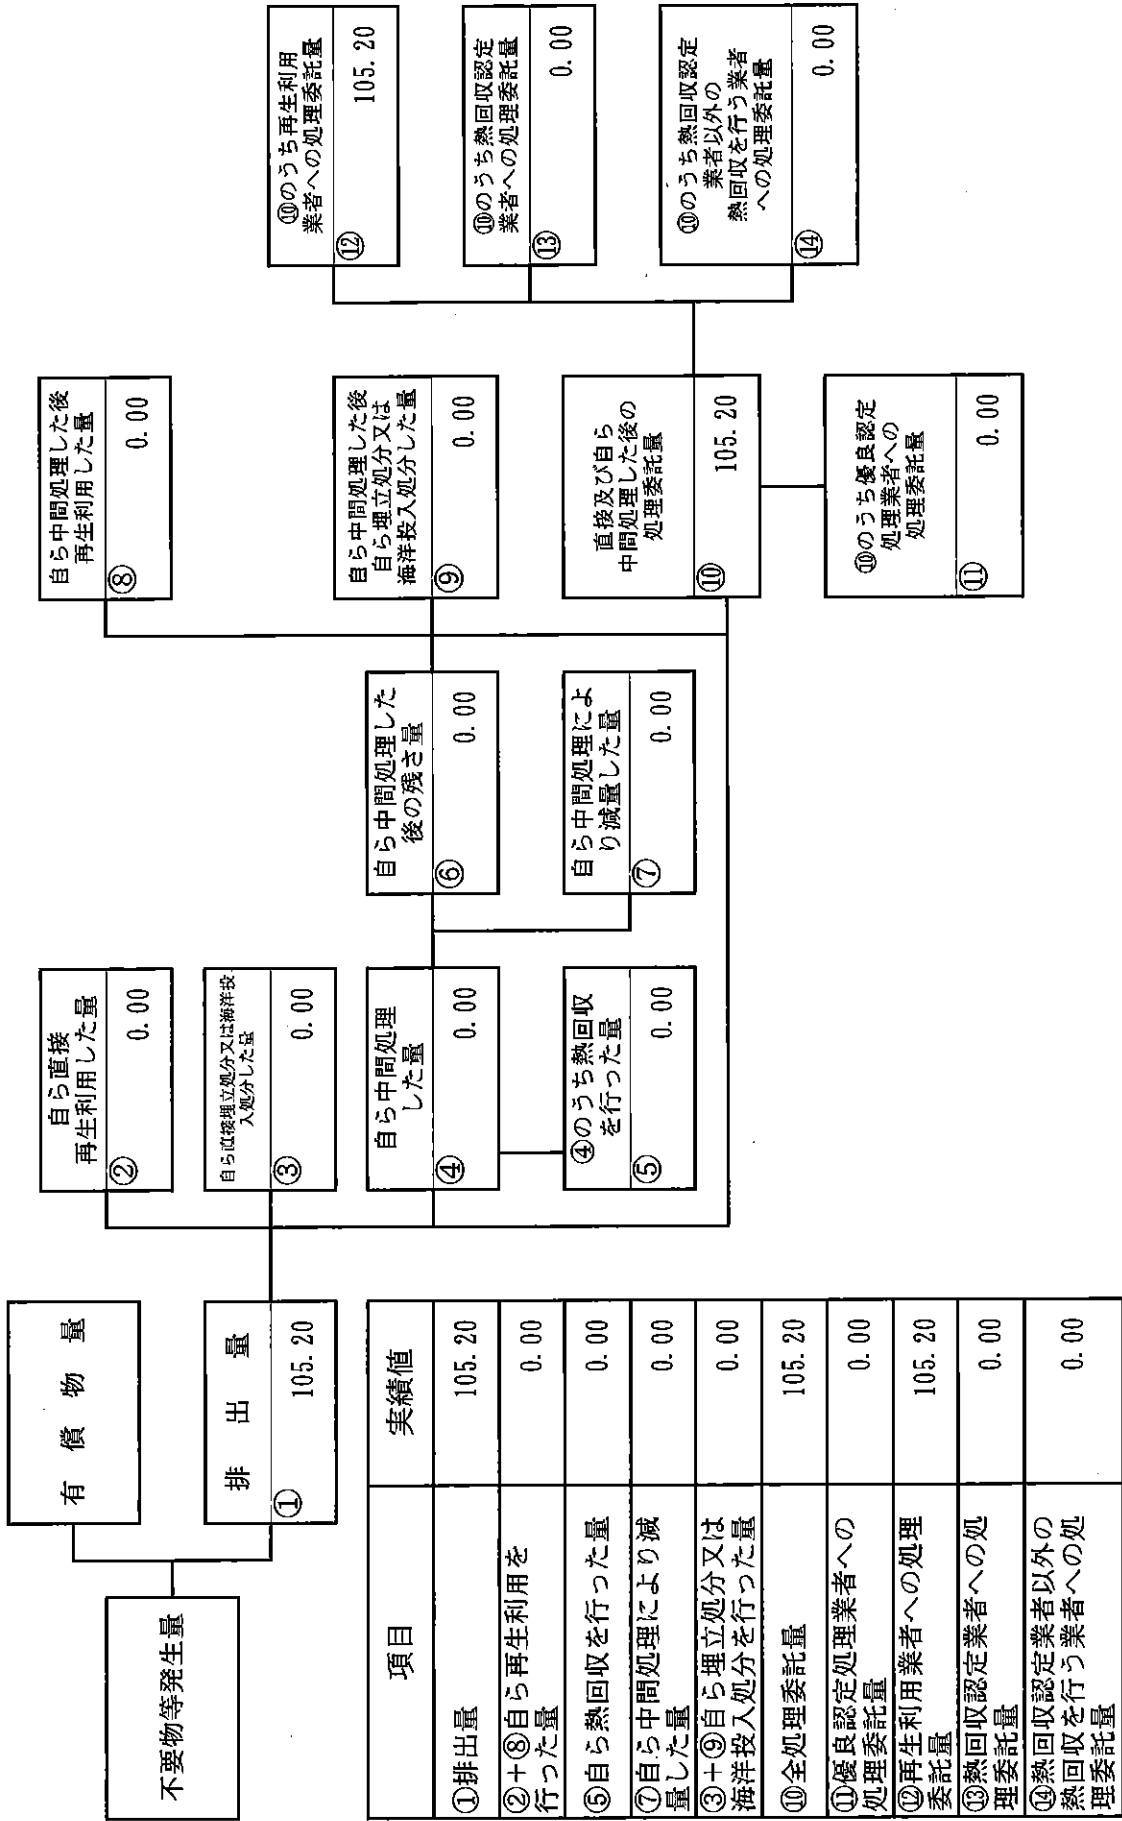 不要物等発生量
有償物量
排出量
① 105.20
自ら直接
再生利用した量
② 0.00
自ら直接埋立処分又は海洋投
入処分した量
③ 0.00
自ら中間処理
した量
④ 0.00
④のうち熱回収
を行った量
⑤ 0.00
自ら中間処理した
後の残さ量
⑥ 0.00
自ら中間処理によ
り減量した量
⑦ 0.00
自ら中間処理した後
再生利用した量
⑧ 0.00
自ら中間処理した後
自ら埋立処分又は
海洋投入処分した量
⑨ 0.00
直接及び自ら
中間処理した後の
処理委託量
⑩ 105.20
⑩のうち優良認定
処理業者への
処理委託量
⑪ 0.00
⑩のうち再生利用
業者への処理委託量
⑫ 105.20
⑩のうち熱回収認定
業者への処理委託量
⑬ 0.00
⑩のうち熱回収認定
業者以外の
熱回収を行う業者
への処理委託量
⑭ 0.00
項目 実績値
①排出量 105.20
②+⑧自ら再生利用を
行った量 0.00
⑤自ら熱回収を行った量 0.00
⑦自ら中間処理により減
量した量 0.00
③+⑨自ら埋立処分又は
海洋投入処分を行った量 0.00
⑩全処理委託量 105.20
⑪優良認定処理業者への
処理委託量 0.00
⑫再生利用業者への処理
委託量 105.20
⑬熱回収認定業者への処
理委託量 0.00
⑭熱回収認定業者以外の
熱回収を行う業者への処
理委託量 0.00